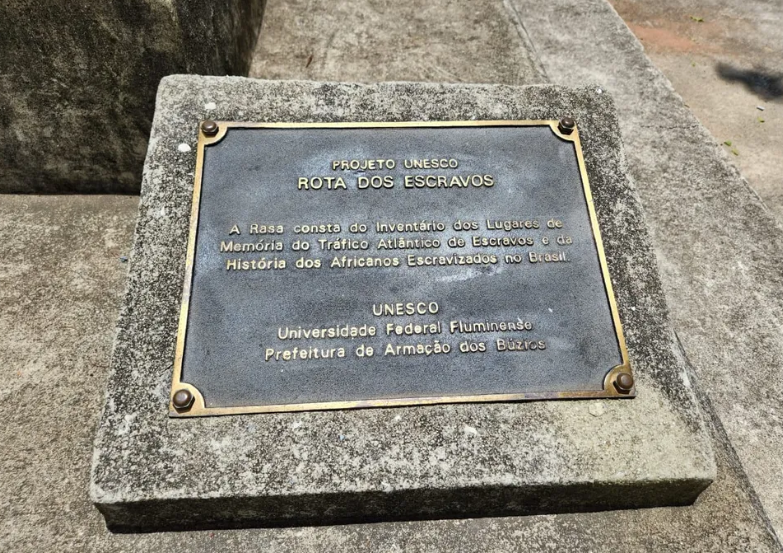 PROJETO UNESCO
ROTA DOS ESCRAVOS
A Rasa consta do Inventário dos Lugares de
Memória do Tráfico Atlântico de Escravos e da
História dos Africanos Escravizados no Brasil.
UNESCO
Universidade Federal Fluminense
Prefeitura de Armação dos Búzios